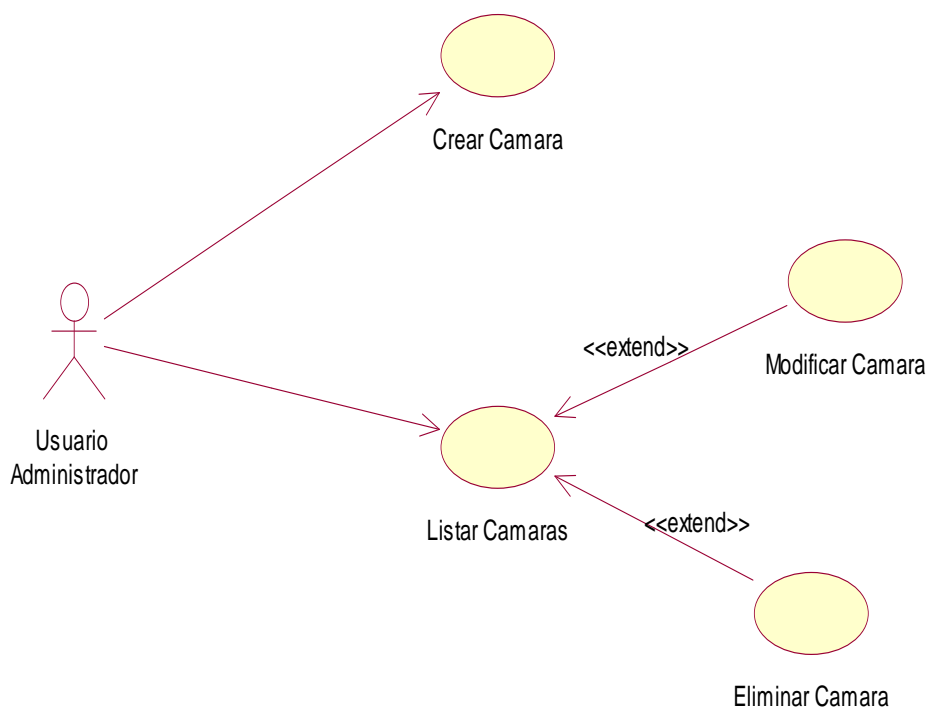 Crear Camara
<<extend>>
Modificar Camara
Usuario
Administrador
Listar Camaras
<<extend>>
Eliminar Camara